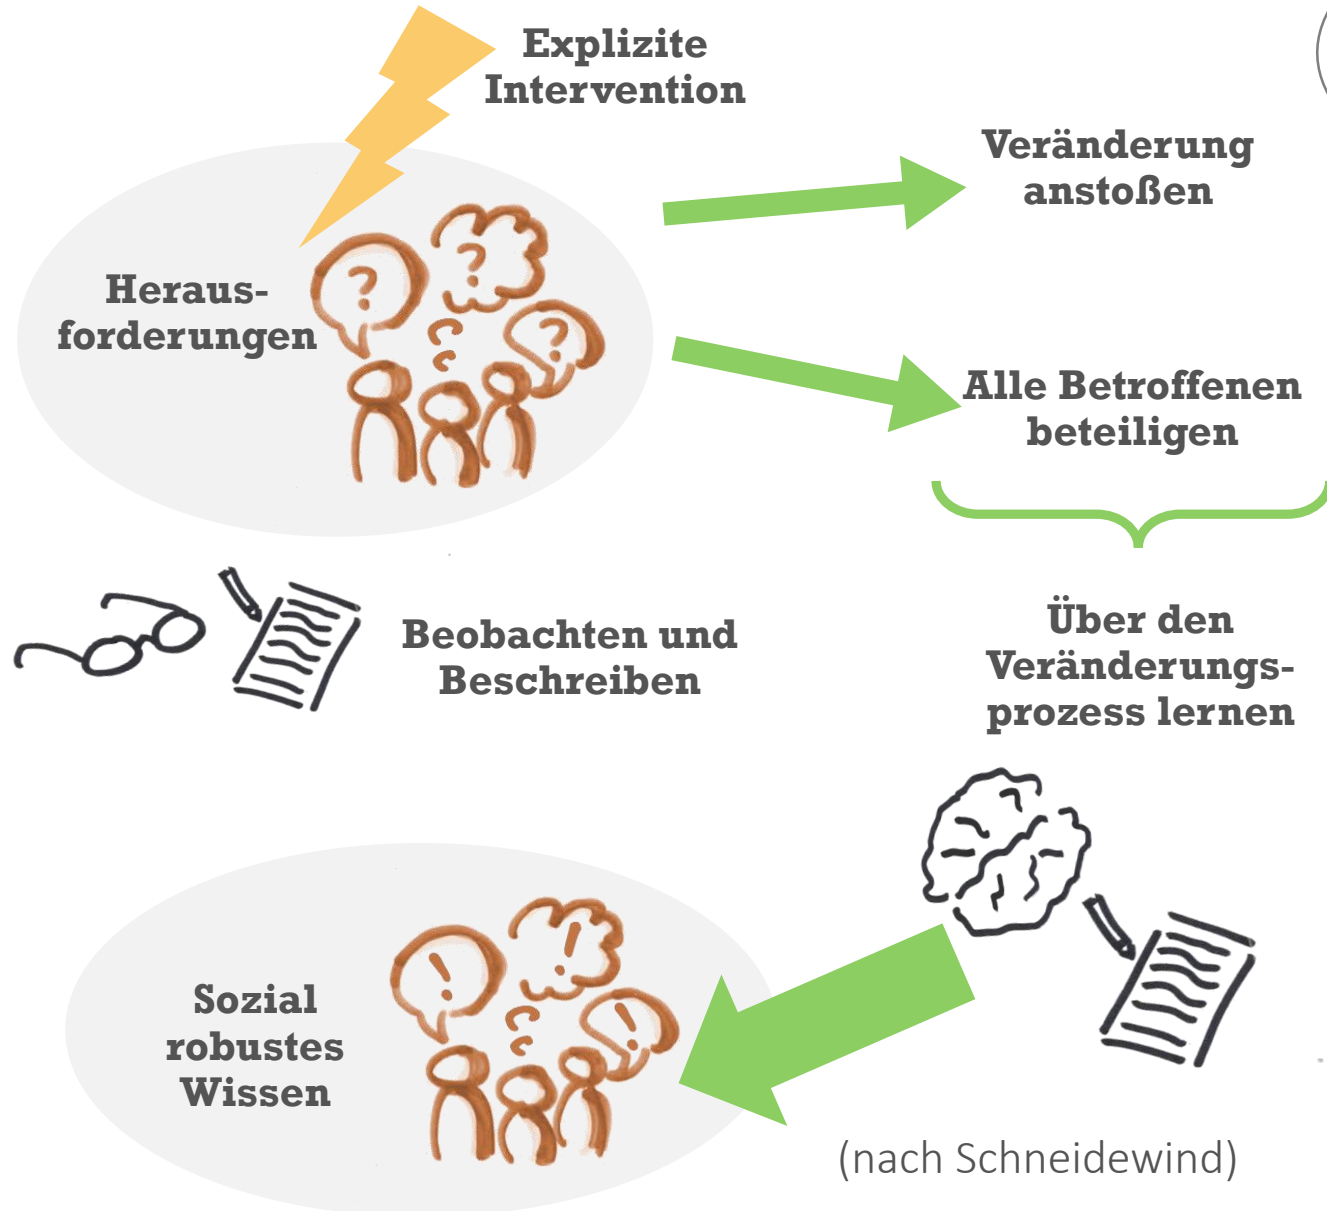 Explizite
Intervention
Veränderung
anstoßen
Heraus-
forderungen
?
?
?
Alle Betroffenen
beteiligen
Beobachten und
Beschreiben
Über den
Veränderungs-
prozess lernen
Sozial
robustes
Wissen
!
!
!
(nach Schneidewind)